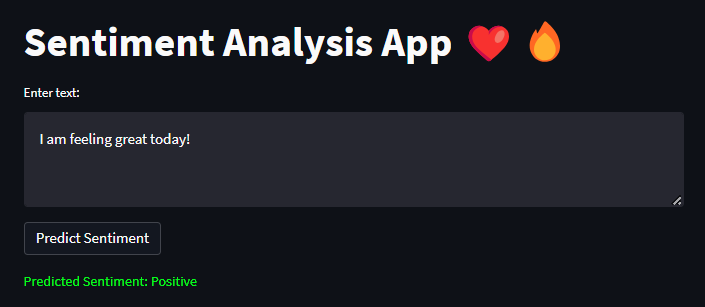 Sentiment Analysis App ❤️ 🔥
Enter text:
I am feeling great today!
Predict Sentiment
Predicted Sentiment: Positive